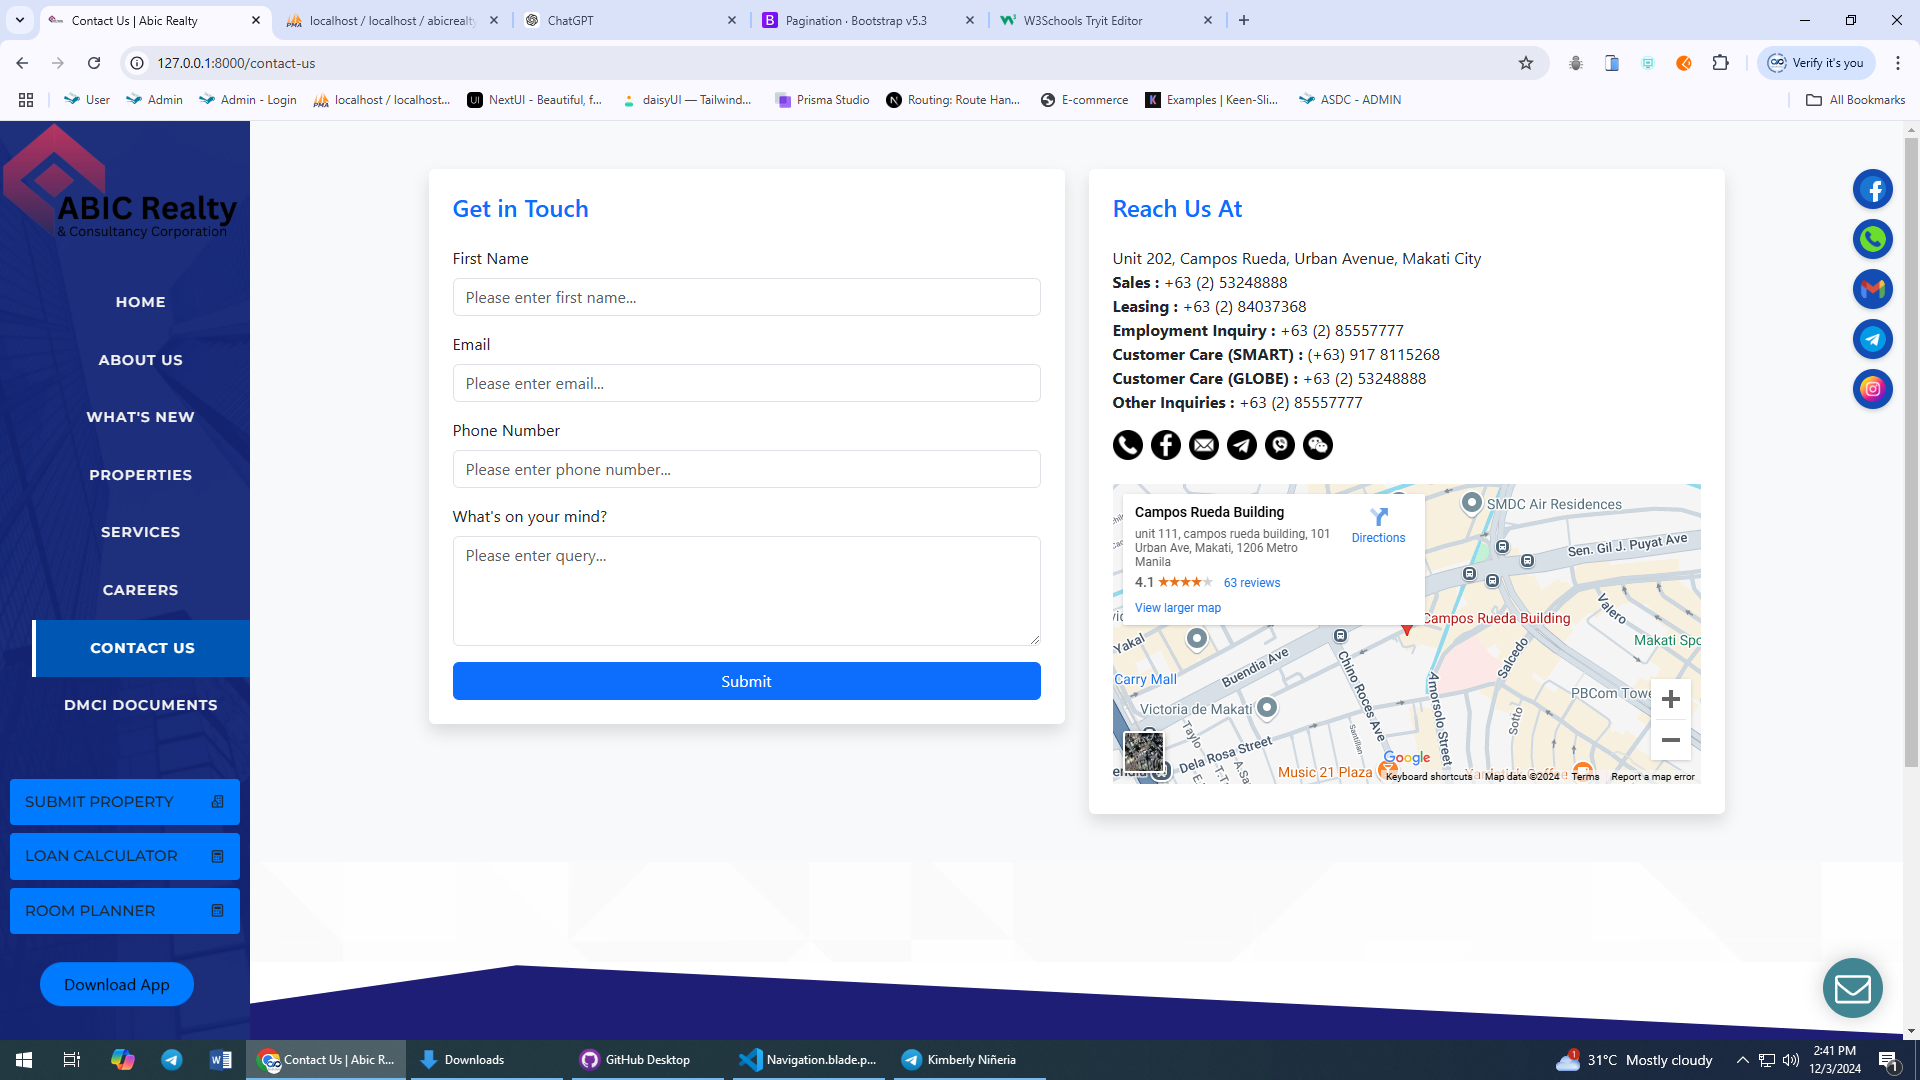 Contact Us | Abic Realty
localhost / localhost / abicrealty
ChatGPT
Pagination · Bootstrap v5.3
W3Schools Tryit Editor
127.0.0.1:8000/contact-us
Verify it's you
User
Admin
Admin - Login
localhost / localhost...
NextUI - Beautiful, f...
daisyUI — Tailwind...
Prisma Studio
Routing: Route Han...
E-commerce
Examples | Keen-Sli...
ASDC - ADMIN
All Bookmarks
ABIC Realty
& Consultancy Corporation
HOME
ABOUT US
WHAT'S NEW
PROPERTIES
SERVICES
CAREERS
CONTACT US
DMCI DOCUMENTS
SUBMIT PROPERTY
LOAN CALCULATOR
ROOM PLANNER
Download App
Get in Touch
First Name
Please enter first name...
Email
Please enter email...
Phone Number
Please enter phone number...
What's on your mind?
Please enter query...
Submit
Reach Us At
Unit 202, Campos Rueda, Urban Avenue, Makati City
Sales : +63 (2) 53248888
Leasing : +63 (2) 84037368
Employment Inquiry : +63 (2) 85557777
Customer Care (SMART) : (+63) 917 8115268
Customer Care (GLOBE) : +63 (2) 53248888
Other Inquiries : +63 (2) 85557777
Campos Rueda Building
unit 111, campos rueda building, 101
Urban Ave, Makati, 1206 Metro
Manila
4.1
63 reviews
View larger map
Directions
SMDC Air Residences
Sen. Gil J. Puyat Ave
Campos Rueda Building
Valero
Makati Spo
Yakal
Buendia Ave
Chino Roces Ave
Salcedo
Carry Mall
Amorsolo Street
PBCom Towe
Victoria de Makati
Sotto
Santillan
Taylo
Dela Rosa Street
Music 21 Plaza
Google
Keyboard shortcuts
Map data ©2024
Terms
Report a map error
Contact Us | Abic R...
Downloads
GitHub Desktop
Navigation.blade.p...
Kimberly Niñeria
1
31°C Mostly cloudy
2:41 PM
12/3/2024
1